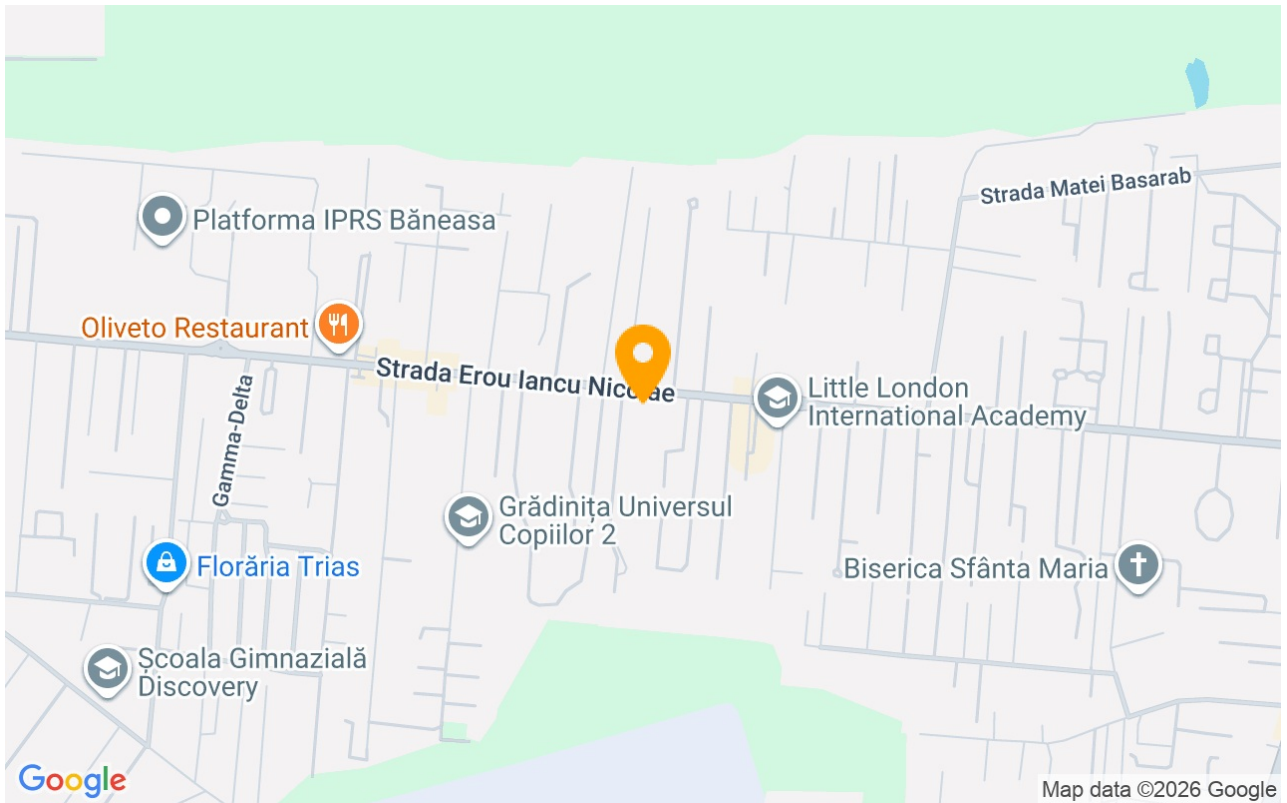 Strada Matei Basarab
Platforma IPRS Băneasa
Oliveto Restaurant
Strada Erou Iancu Nicolae
Little London
International Academy
Gamma-Delta
Grădinița Universul
Copiilor 2
Florăria Trias
Biserica Sfânta Maria
Școala Gimnazială
Discovery
Google
Map data ©2026 Google